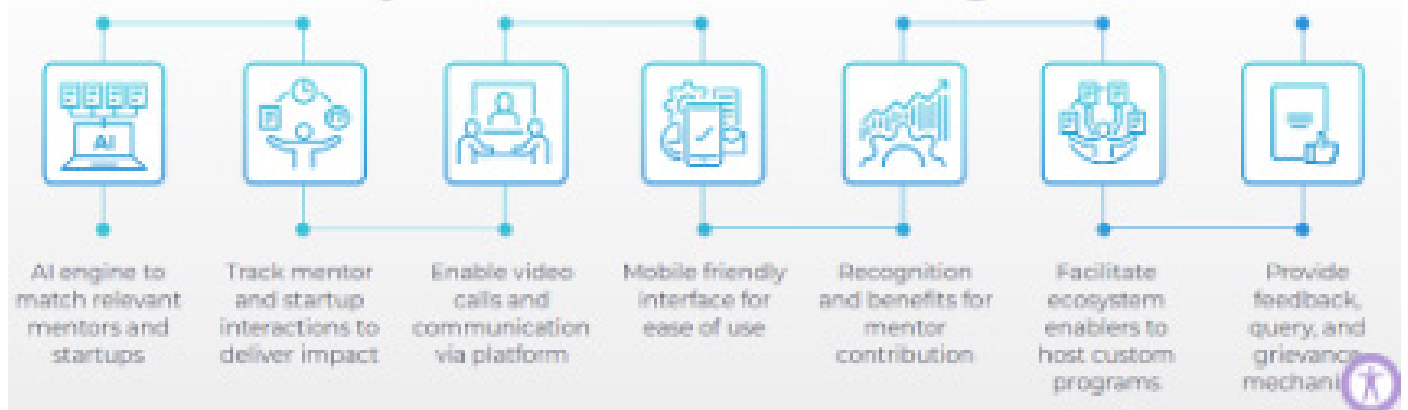 AI
AI engine to
match relevant
mentors and
startups
Track mentor
and startup
interactions to
deliver impact
Enable video
calls and
communication
via platform
Mobile friendly
interface for
ease of use
Recognition
and benefits for
mentor
contribution
Facilitate
ecosystem
enablers to
host custom
programs
Provide
feedback,
query, and
grievance